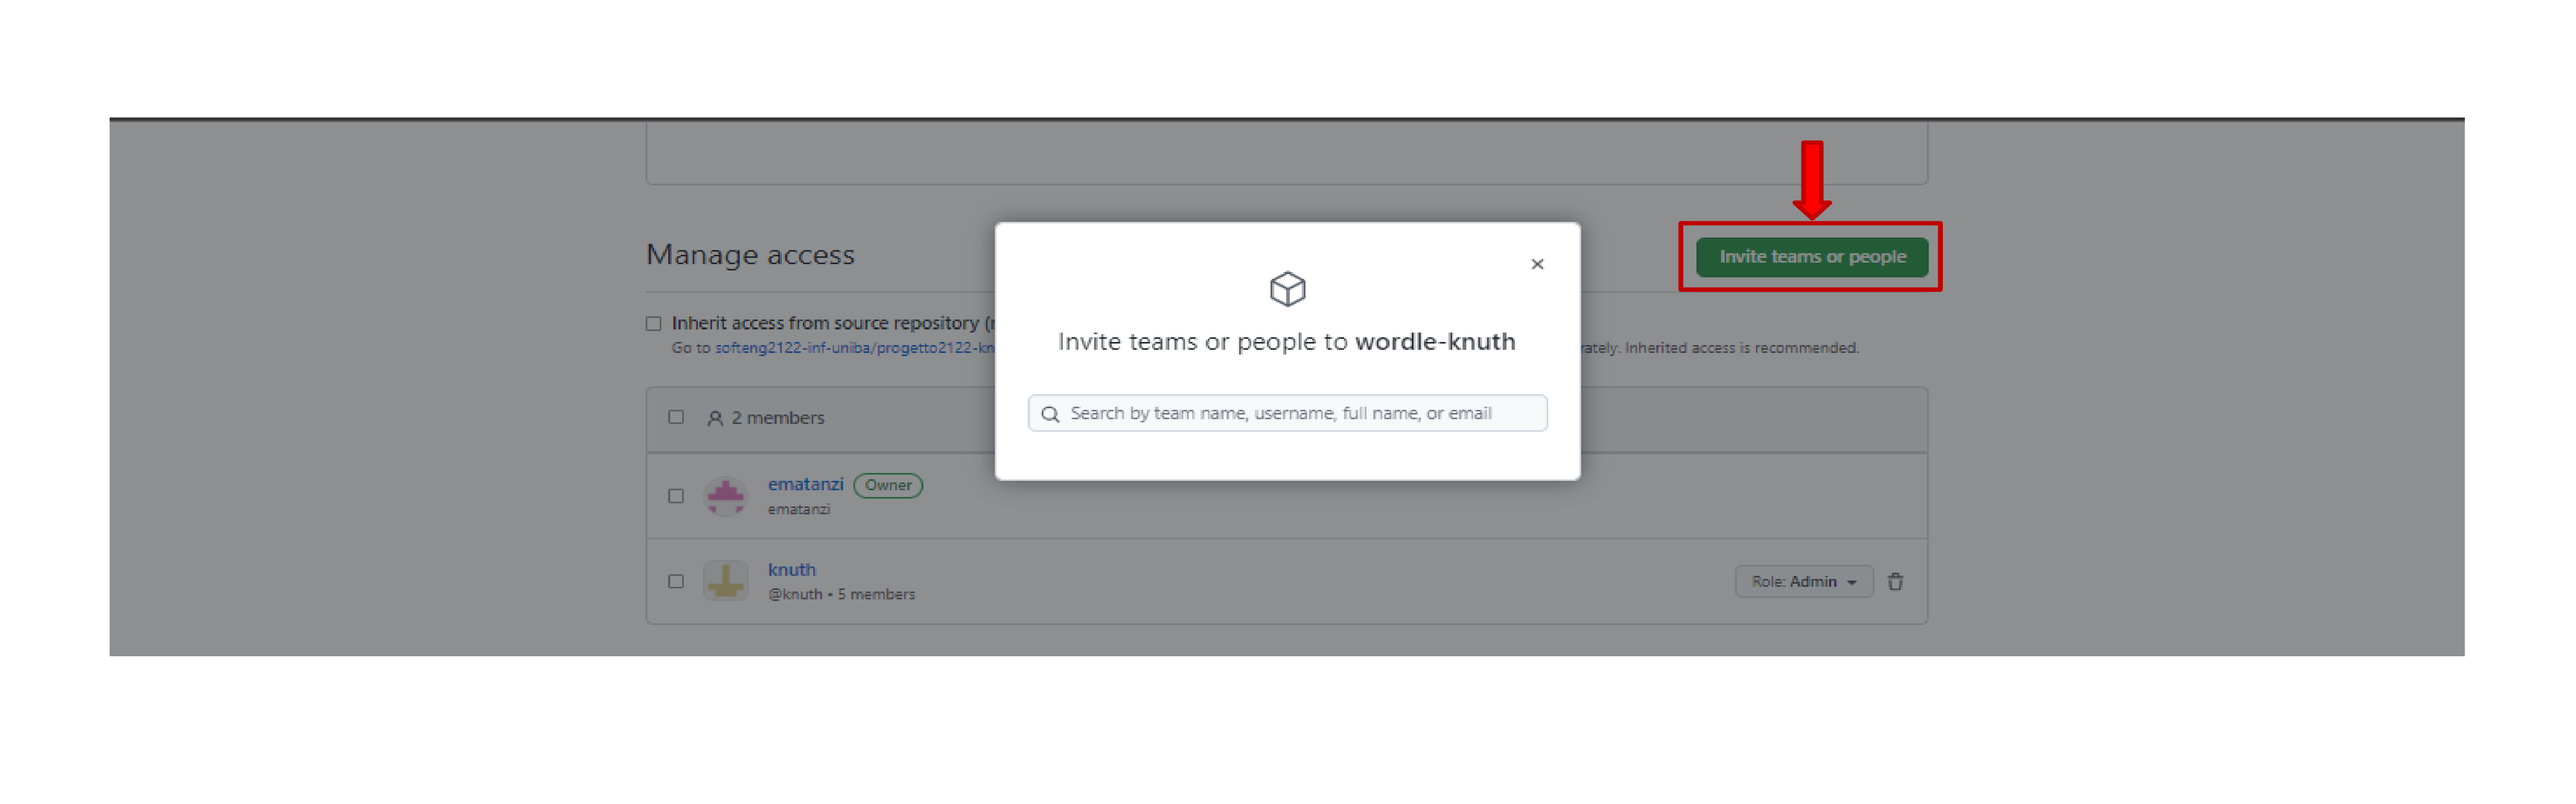 Manage access
Invite teams or people
Inherit access from source repository (
Go to softeng2122-inf-uniba/progetto2122-kn
rately. Inherited access is recommended.
Invite teams or people to wordle-knuth
Search by team name, username, full name, or email
2 members
ematanzi Owner
ematanzi
knuth
@knuth • 5 members
Role: Admin